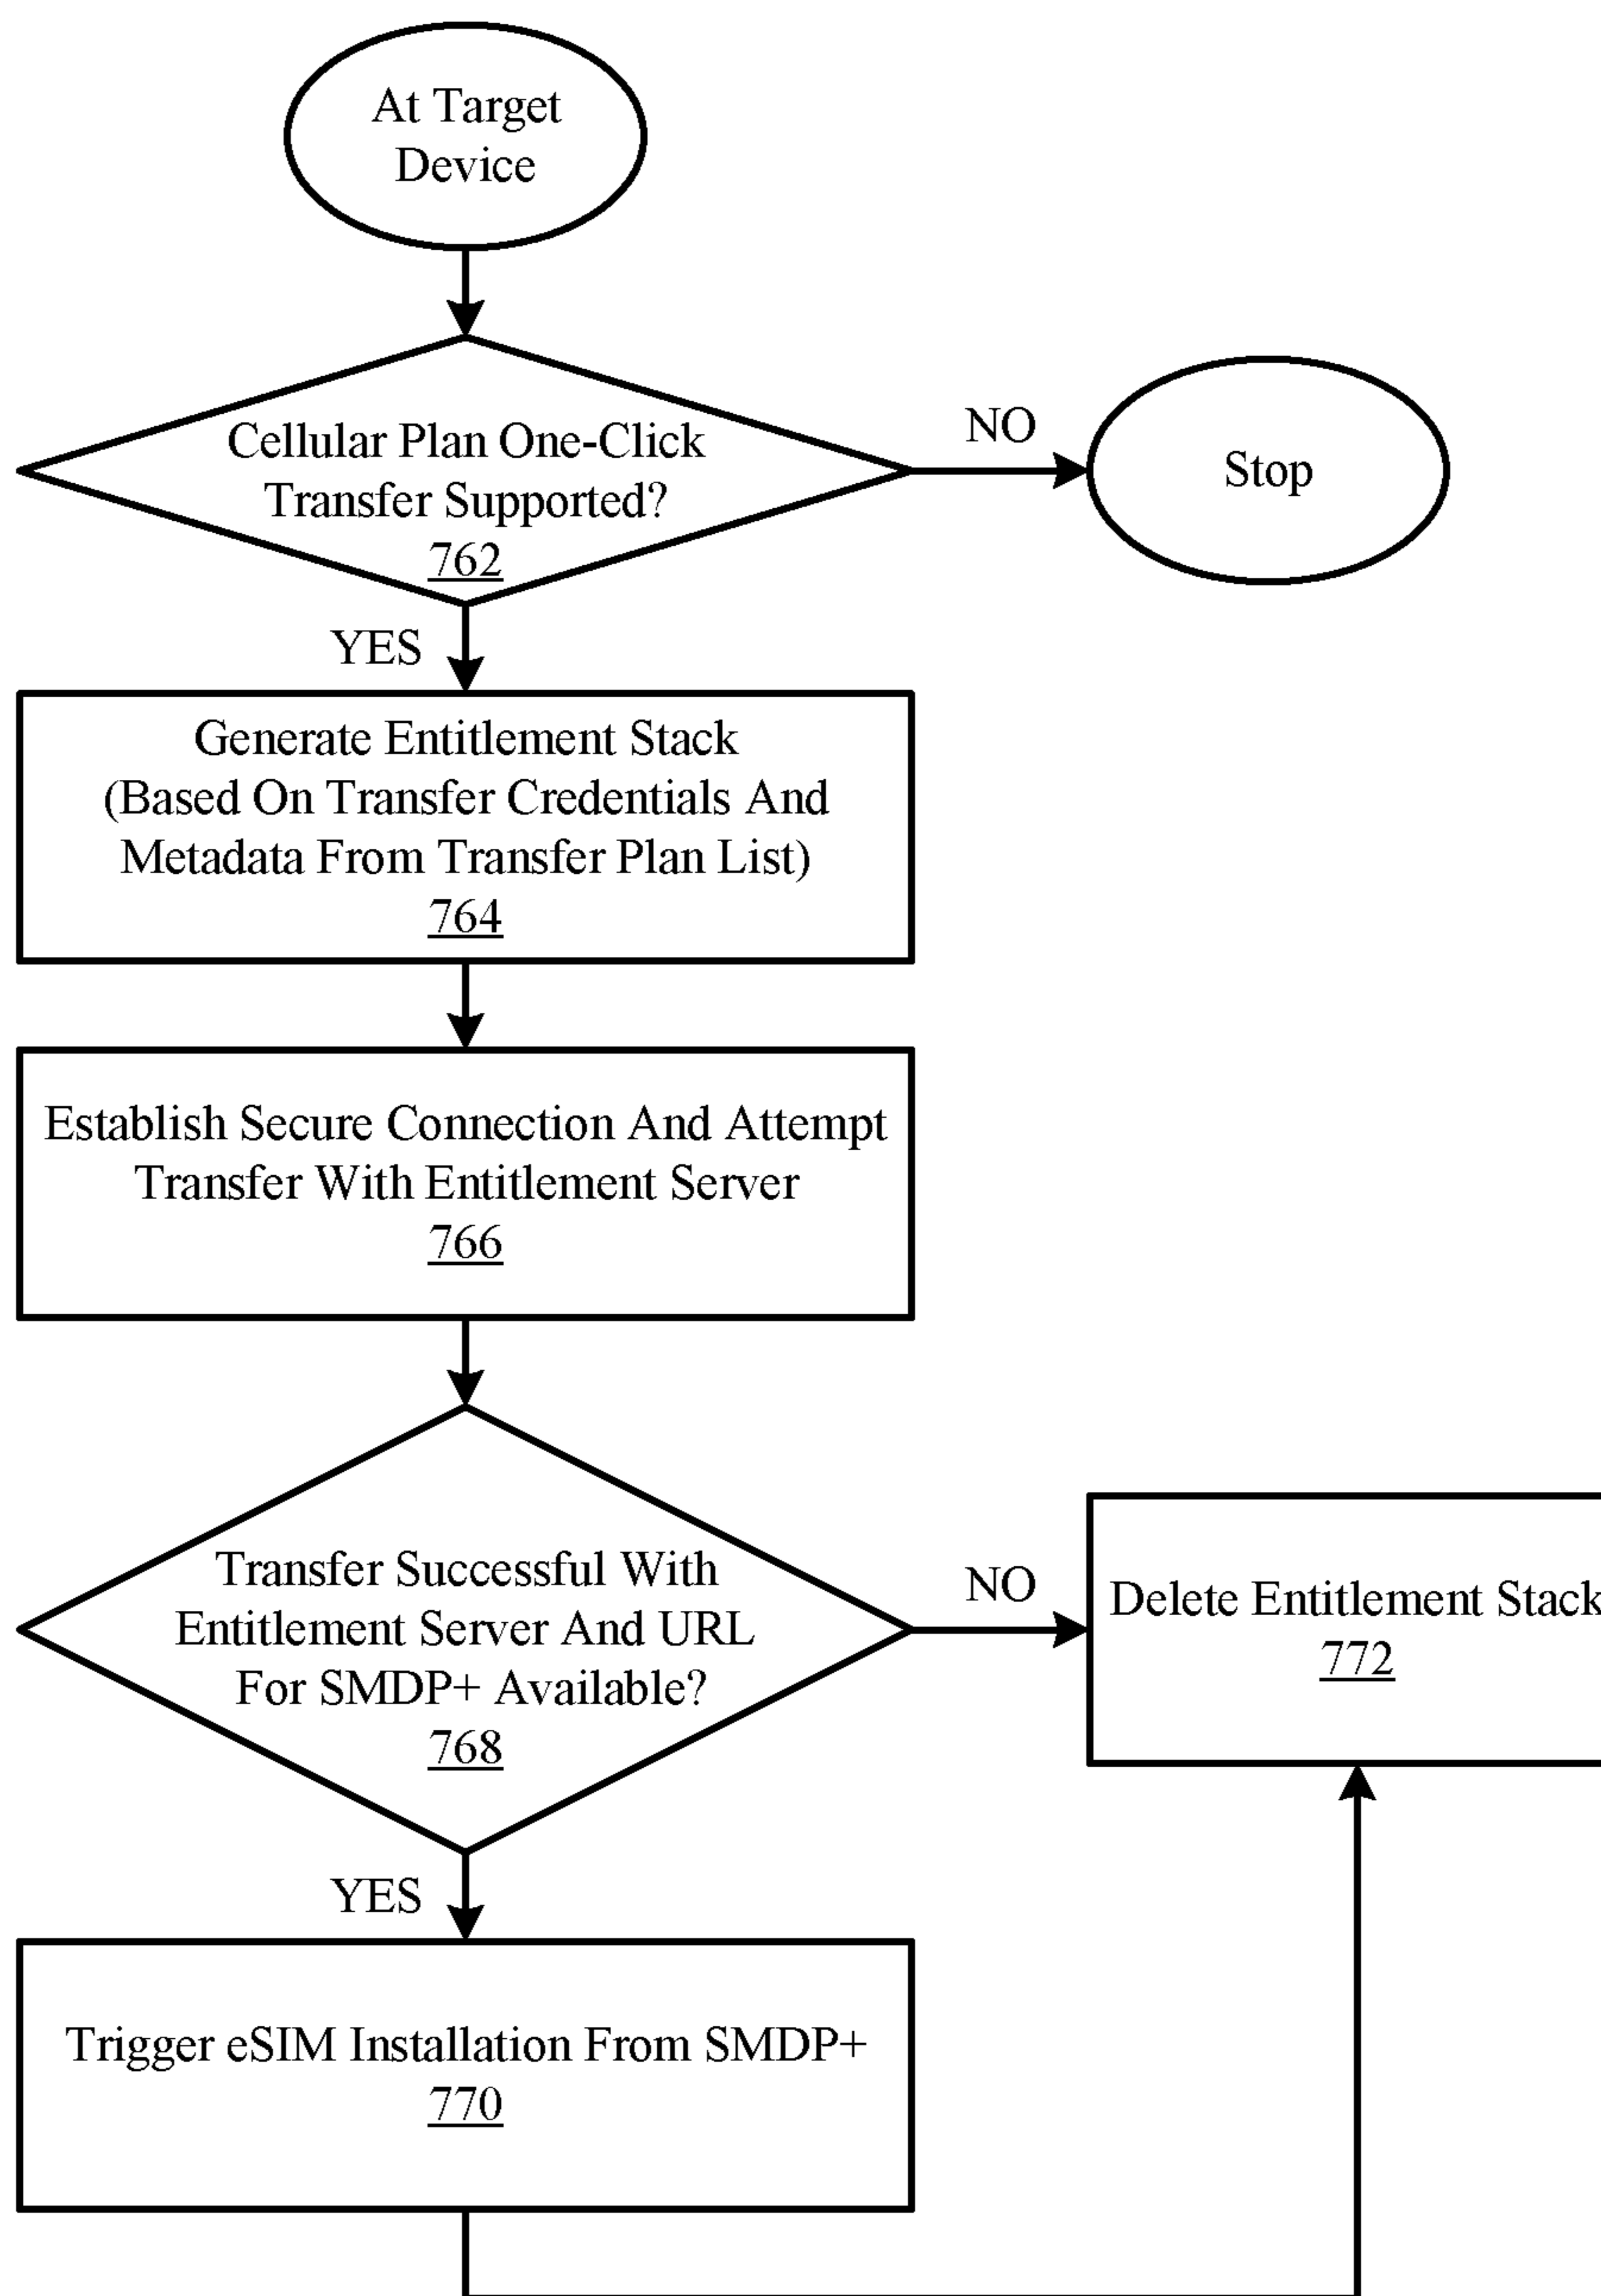 At Target
Device
Cellular Plan One-Click
Transfer Supported?
762
NO
Stop
YES
Generate Entitlement Stack
(Based On Transfer Credentials And
Metadata From Transfer Plan List)
764
Establish Secure Connection And Attempt
Transfer With Entitlement Server
766
Transfer Successful With
Entitlement Server And URL
For SMDP+ Available?
768
NO
Delete Entitlement Stack
772
YES
Trigger eSIM Installation From SMDP+
770